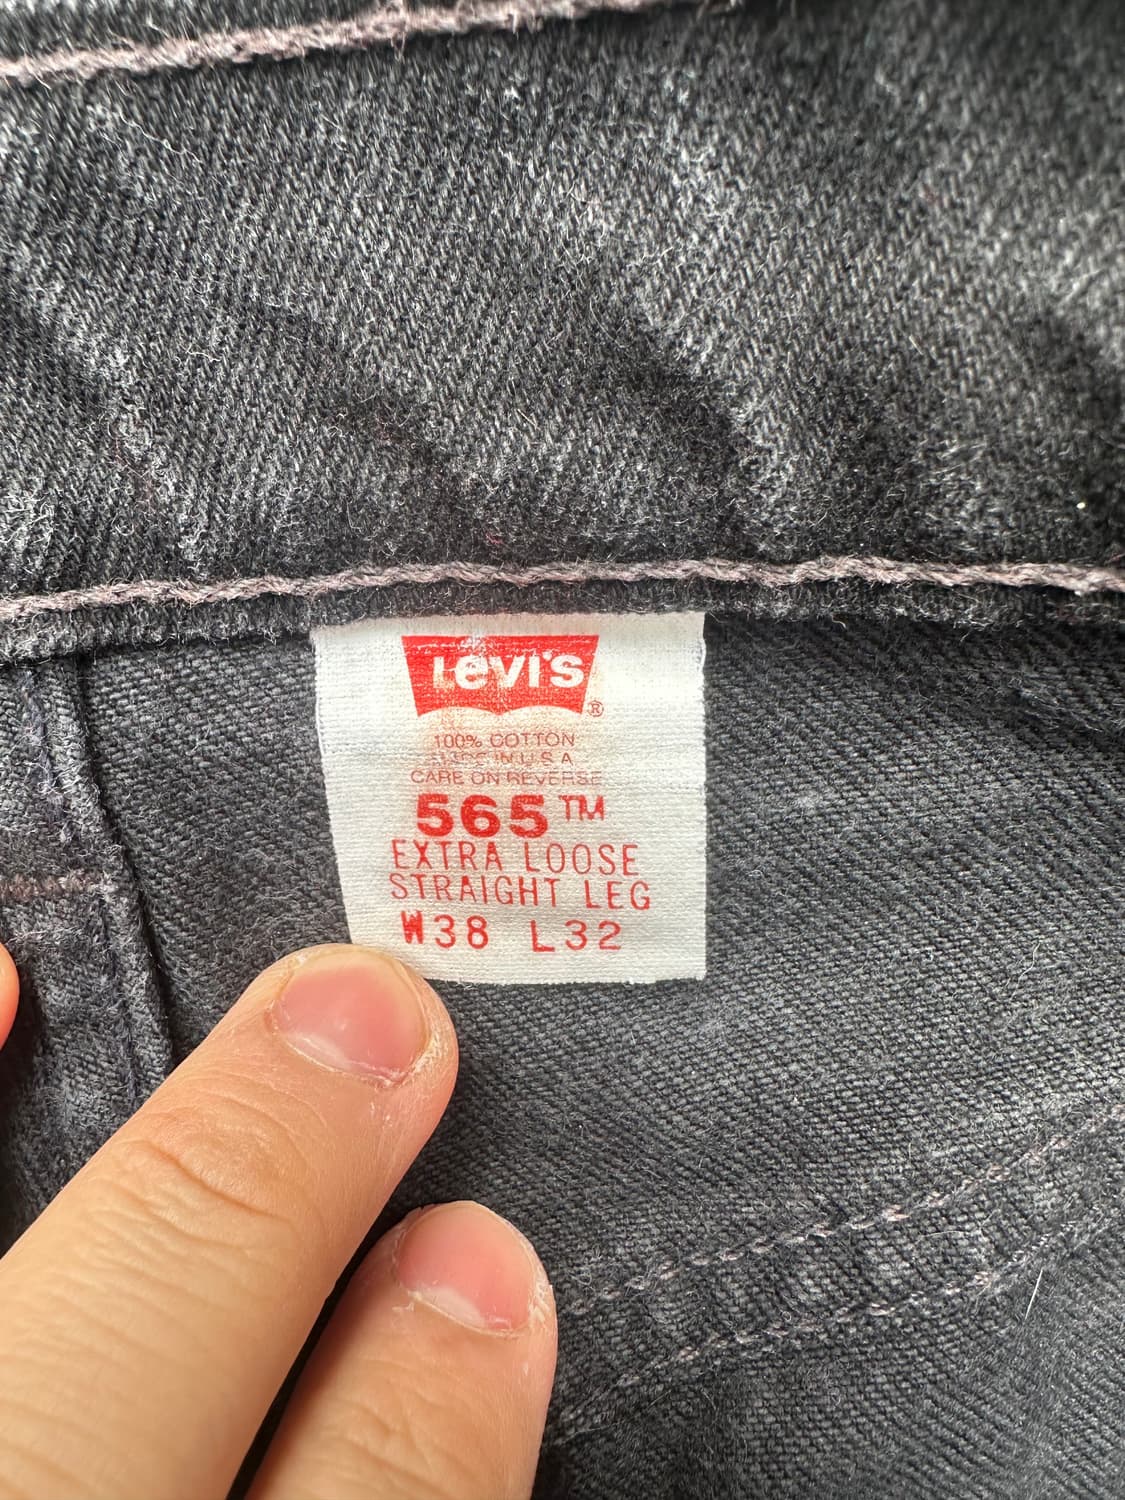 Levi's®
100% COTTON
MADE IN U.S.A
CARE ON REVERSE
565™
EXTRA LOOSE
STRAIGHT LEG
W38 L32